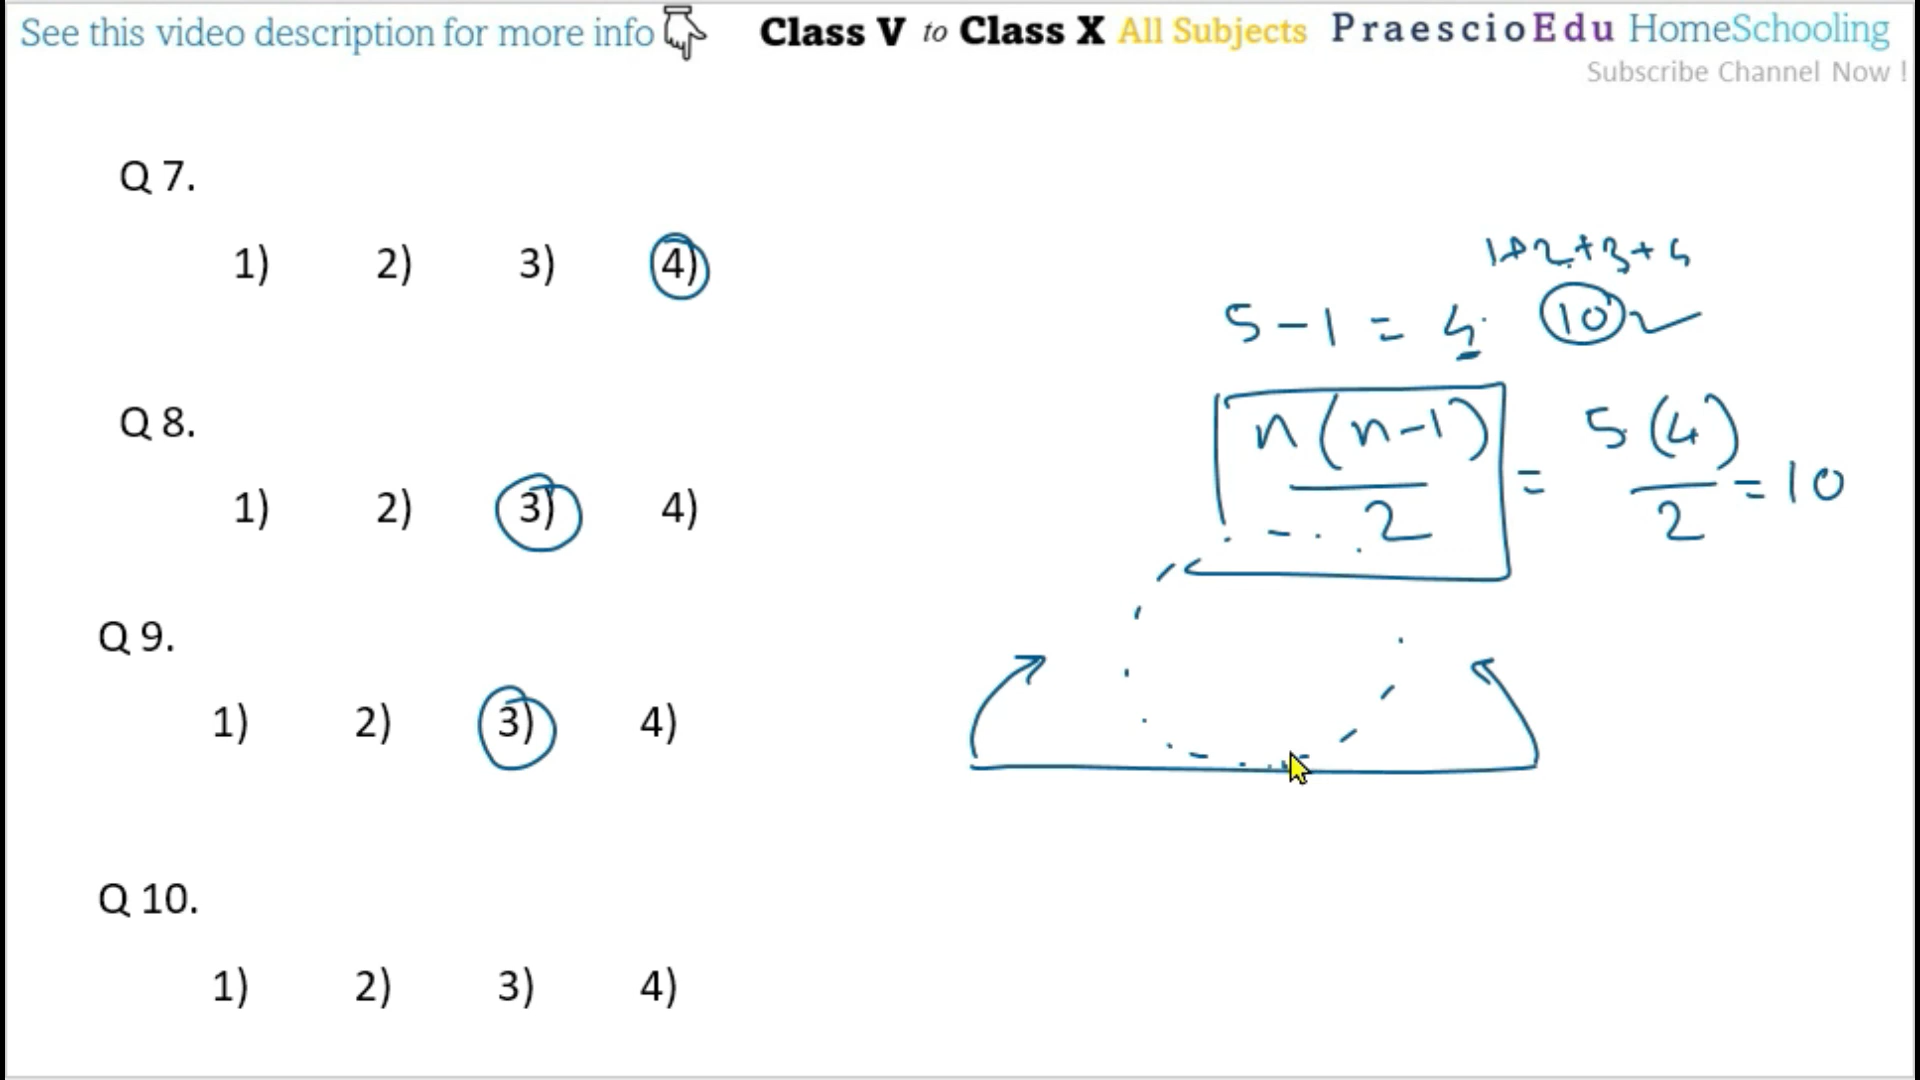 See this video description for more info Class V to Class X All Subjects PraescioEdu HomeSchooling
Subscribe Channel Now !
Q 7.
1) 2) 3) 4)
1+2+3+4
5-1 = 4 10
Q 8.
n(n-1)/2 = 5(4)/2 = 10
1) 2) 3) 4)
Q 9.
1) 2) 3) 4)
Q 10.
1) 2) 3) 4)